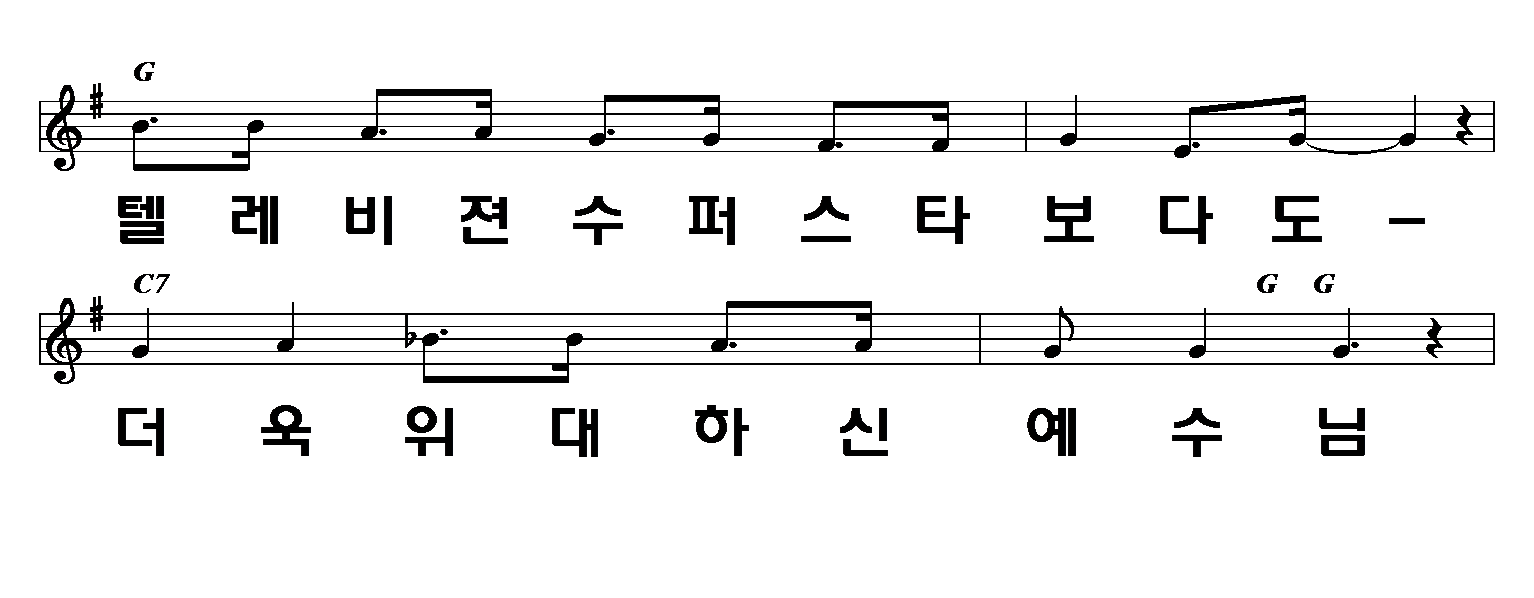 G
텔 레 비 젼 수 퍼 스 타 보 다 도 –
C7 G G
더 욱 위 대 하 신 예 수 님